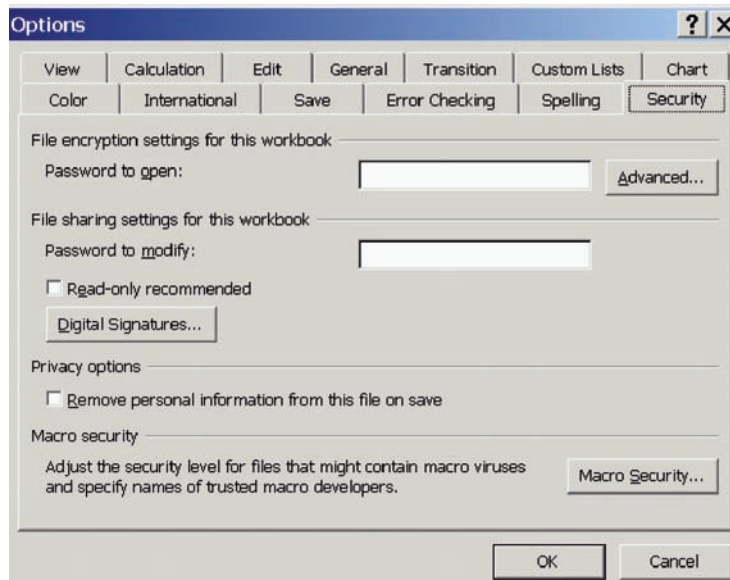 Options
View Calculation Edit General Transition Custom Lists Chart
Color International Save Error Checking Spelling Security
File encryption settings for this workbook
Password to open:
Advanced...
File sharing settings for this workbook
Password to modify:
Read-only recommended
Digital Signatures...
Privacy options
Remove personal information from this file on save
Macro security
Adjust the security level for files that might contain macro viruses
and specify names of trusted macro developers.
Macro Security...
OK Cancel